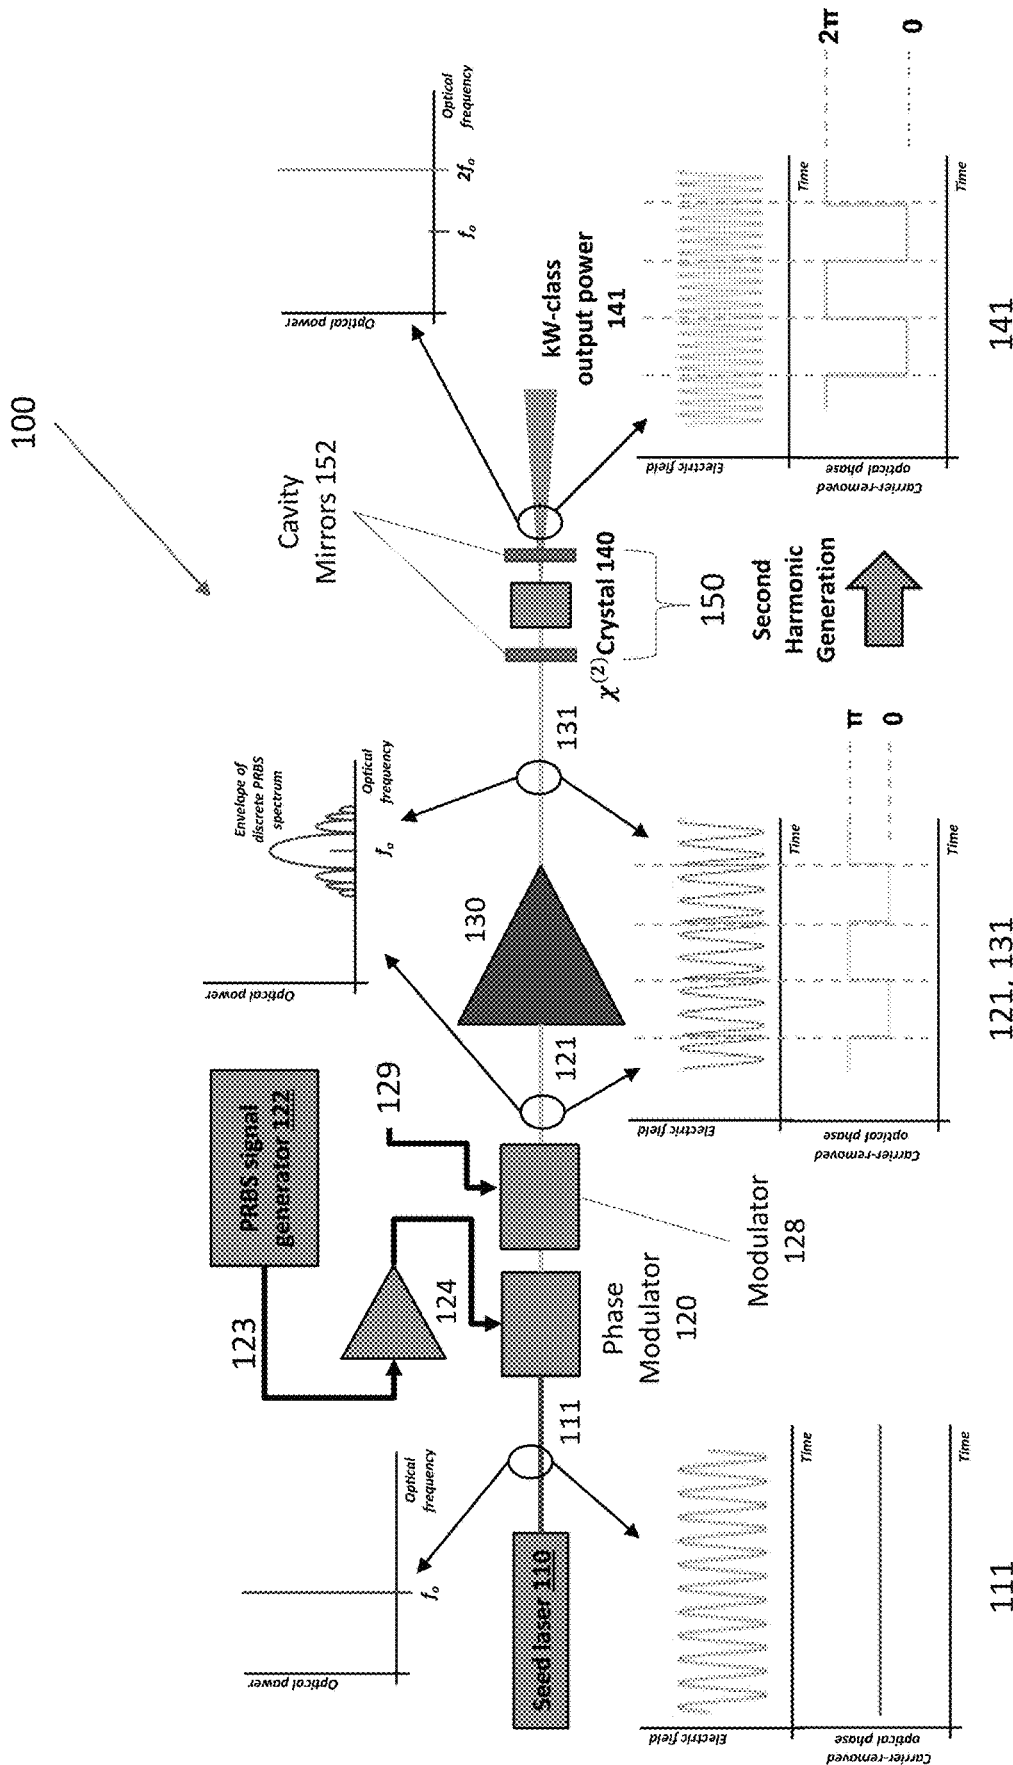 100
Optical power
f₀
Optical
frequency
Seed laser 110
111
Electric field
Time
Carrier-removed
optical phase
Time
111
PRBS signal
generator 122
123
124
129
Phase
Modulator
120
Modulator
128
121
130
131
Optical power
Envelope of
discrete PRBS
spectrum
f₀
Optical
frequency
Electric field
Time
Carrier-removed
optical phase
π
0
Time
121, 131
Cavity
Mirrors 152
χ(2) Crystal 140
150
Second
Harmonic
Generation
kW-class
output power
141
Optical power
f₀
2f₀
Optical
frequency
Electric field
Time
Carrier-removed
optical phase
2π
0
Time
141